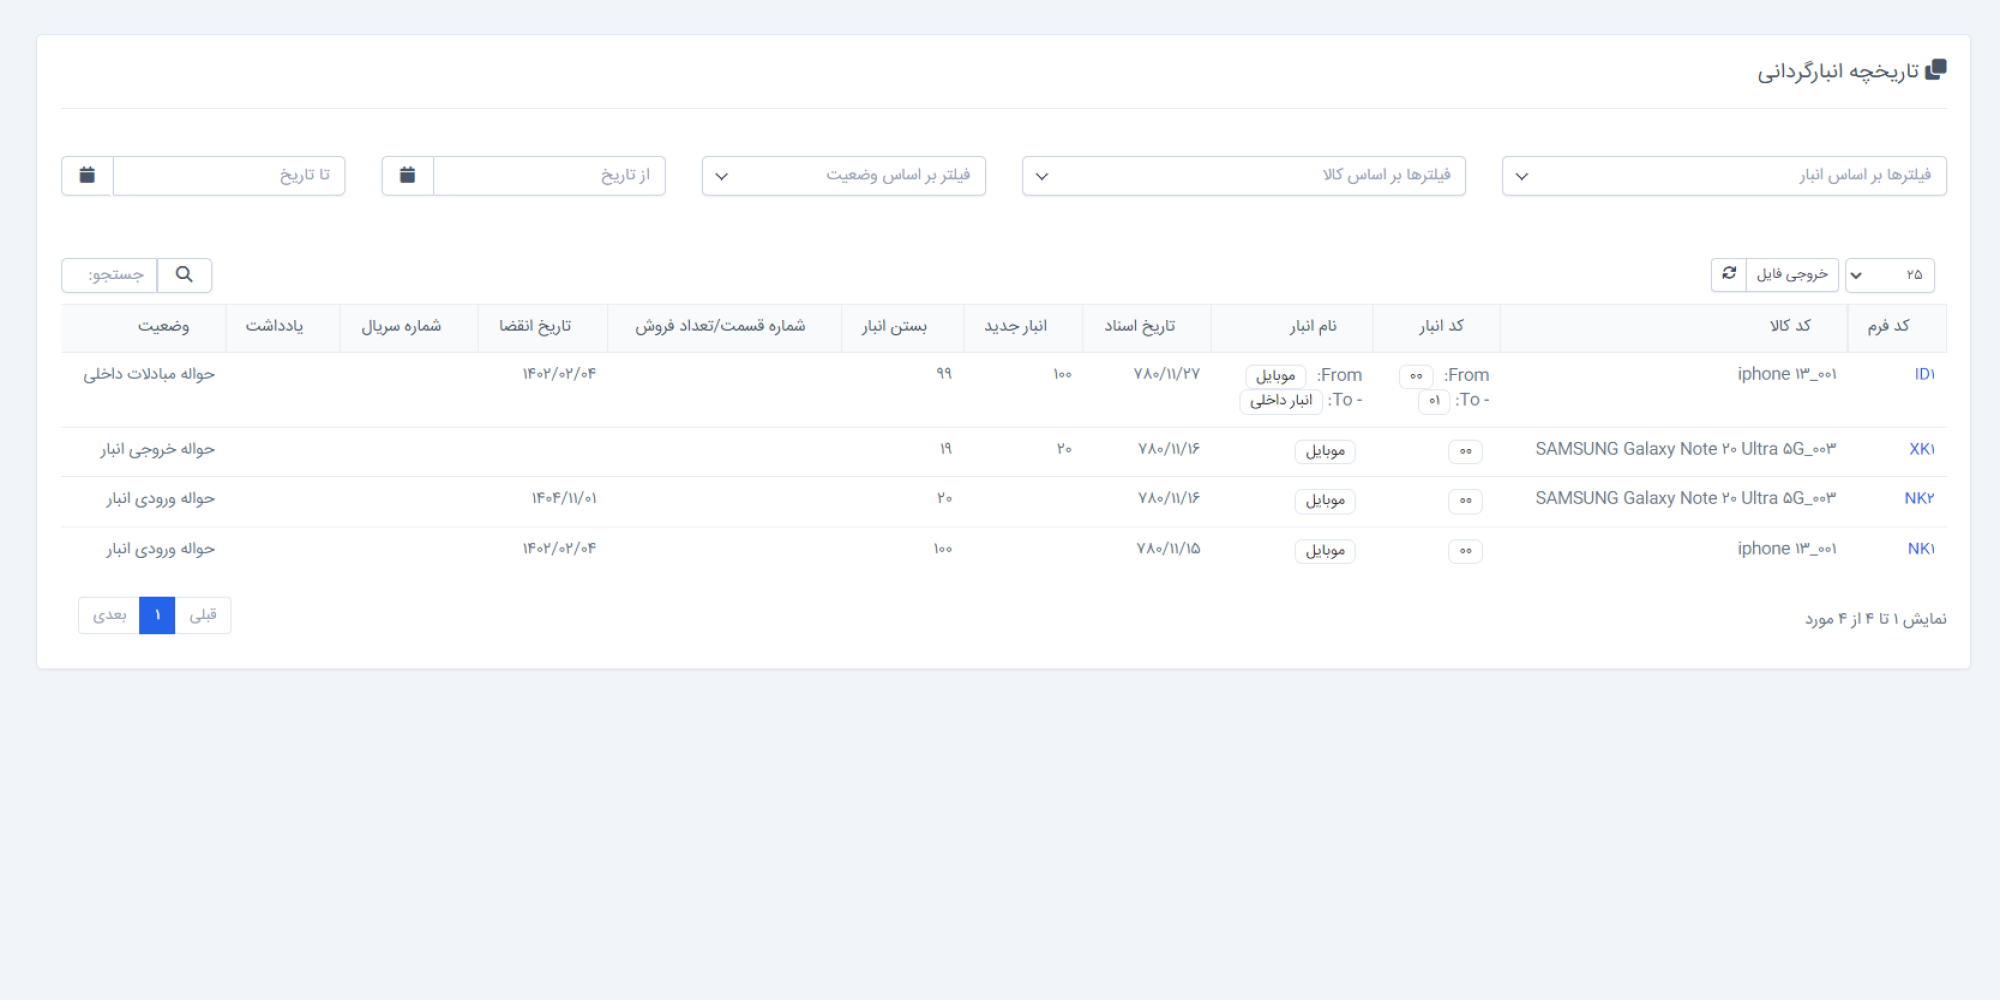 تاریخچه انبارگردانی
فیلترها بر اساس انبار فیلترها بر اساس کالا فیلتر بر اساس وضعیت از تاریخ تا تاریخ
۲۵ خروجی فایل جستجو:
کد فرم کد کالا کد انبار نام انبار تاریخ اسناد انبار جدید بستن انبار شماره قسمت/تعداد فروش تاریخ انقضا شماره سریال یادداشت وضعیت
ID۱ iphone ۱۳_۰۰۱ From: ۰۰ From: موبایل ۷۸۰/۱۱/۲۷ ۱۰۰ ۹۹ ۱۴۰۲/۰۲/۰۴ حواله مبادلات داخلی
- To: ۰۱ - To: انبار داخلی
XK۱ SAMSUNG Galaxy Note ۲۰ Ultra ۵G_۰۰۳ ۰۰ موبایل ۷۸۰/۱۱/۱۶ ۲۰ ۱۹ حواله خروجی انبار
NK۲ SAMSUNG Galaxy Note ۲۰ Ultra ۵G_۰۰۳ ۰۰ موبایل ۷۸۰/۱۱/۱۶ ۲۰ ۱۴۰۴/۱۱/۰۱ حواله ورودی انبار
NK۱ iphone ۱۳_۰۰۱ ۰۰ موبایل ۷۸۰/۱۱/۱۵ ۱۰۰ ۱۴۰۲/۰۲/۰۴ حواله ورودی انبار
نمایش ۱ تا ۴ از ۴ مورد قبلی ۱ بعدی